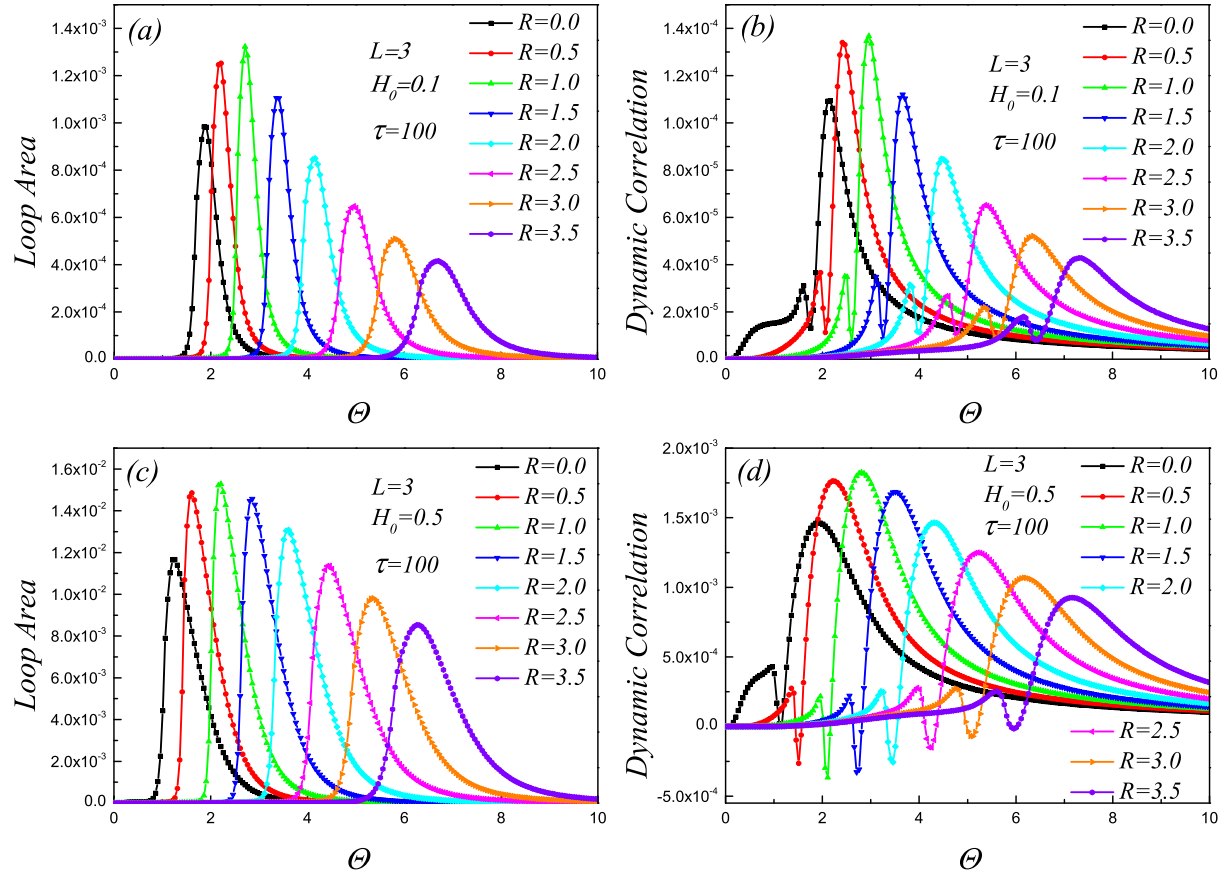 (a)
L=3
H₀=0.1
τ=100
R=0.0
R=0.5
R=1.0
R=1.5
R=2.0
R=2.5
R=3.0
R=3.5
Loop Area
1.4x10⁻³
1.2x10⁻³
1.0x10⁻³
8.0x10⁻⁴
6.0x10⁻⁴
4.0x10⁻⁴
2.0x10⁻⁴
0.0
0 2 4 6 8 10
Θ
(b)
L=3
H₀=0.1
τ=100
R=0.0
R=0.5
R=1.0
R=1.5
R=2.0
R=2.5
R=3.0
R=3.5
Dynamic Correlation
1.4x10⁻⁴
1.2x10⁻⁴
1.0x10⁻⁴
8.0x10⁻⁵
6.0x10⁻⁵
4.0x10⁻⁵
2.0x10⁻⁵
0.0
0 2 4 6 8 10
Θ
(c)
L=3
H₀=0.5
τ=100
R=0.0
R=0.5
R=1.0
R=1.5
R=2.0
R=2.5
R=3.0
R=3.5
Loop Area
1.6x10⁻²
1.4x10⁻²
1.2x10⁻²
1.0x10⁻²
8.0x10⁻³
6.0x10⁻³
4.0x10⁻³
2.0x10⁻³
0.0
0 2 4 6 8 10
Θ
(d)
L=3
H₀=0.5
τ=100
R=0.0
R=0.5
R=1.0
R=1.5
R=2.0
R=2.5
R=3.0
R=3.5
Dynamic Correlation
2.0x10⁻³
1.5x10⁻³
1.0x10⁻³
5.0x10⁻⁴
0.0
-5.0x10⁻⁴
0 2 4 6 8 10
Θ